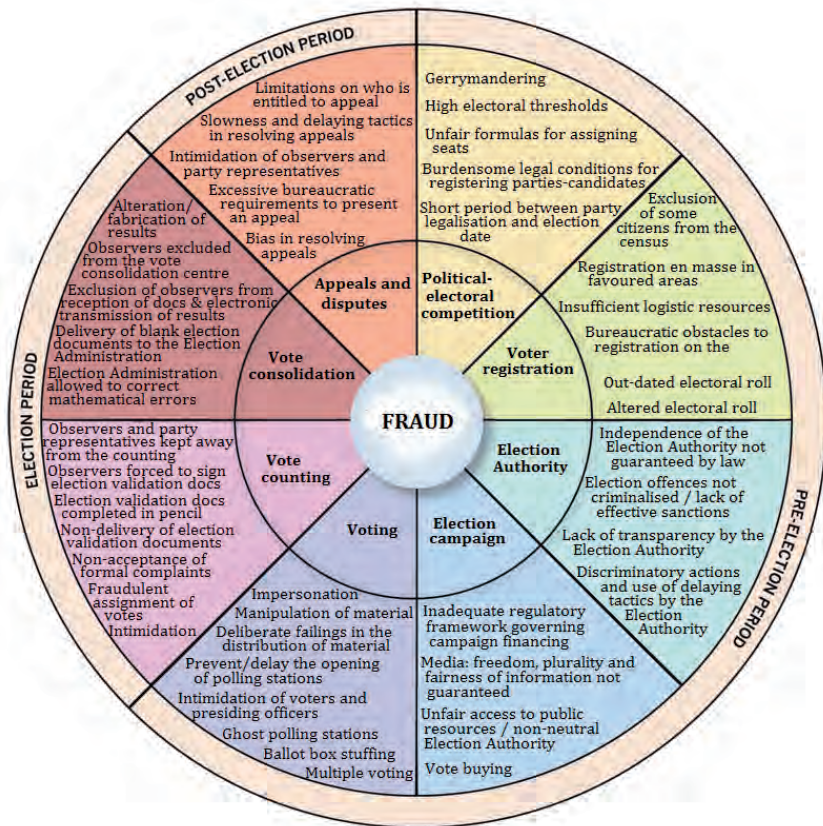 POST-ELECTION PERIOD
Limitations on who is
entitled to appeal
Slowness and delaying tactics
in resolving appeals
Intimidation of observers and
party representatives
Excessive bureaucratic
requirements to present
an appeal
Bias in resolving
appeals
Appeals and
disputes
Gerrymandering
High electoral thresholds
Unfair formulas for assigning
seats
Burdensome legal conditions for
registering parties-candidates
Short period between party
legalisation and election
date
Political-
electoral
competition
Exclusion
of some
citizens from the
census
Registration en masse in
favoured areas
Insufficient logistic resources
Bureaucratic obstacles to
registration on the
Out-dated electoral roll
Altered electoral roll
Voter
registration
Independence of the
Election Authority not
guaranteed by law
Election offences not
criminalised / lack of
effective sanctions
Lack of transparency by the
Election Authority
Discriminatory actions
and use of delaying
tactics by the
Election
Authority
Election
Authority
PRE-ELECTION PERIOD
Election
campaign
Inadequate regulatory
framework governing
campaign financing
Media: freedom, plurality and
fairness of information not
guaranteed
Unfair access to public
resources / non-neutral
Election Authority
Vote buying
Voting
Impersonation
Manipulation of material
Deliberate failings in the
distribution of material
Prevent/delay the opening
of polling stations
Intimidation of voters and
presiding officers
Ghost polling stations
Ballot box stuffing
Multiple voting
Vote
counting
Observers and party
representatives kept away
from the counting
Observers forced to sign
election validation docs
Election validation docs
completed in pencil
Non-delivery of election
validation documents
Non-acceptance of
formal complaints
Fraudulent
assignment of
votes
Intimidation
ELECTION PERIOD
Alteration/
fabrication of
results
Observers excluded
from the vote
consolidation centre
Exclusion of observers from
reception of docs & electronic
transmission of results
Delivery of blank election
documents to the Election
Administration
Election Administration
allowed to correct
mathematical errors
Vote
consolidation
FRAUD